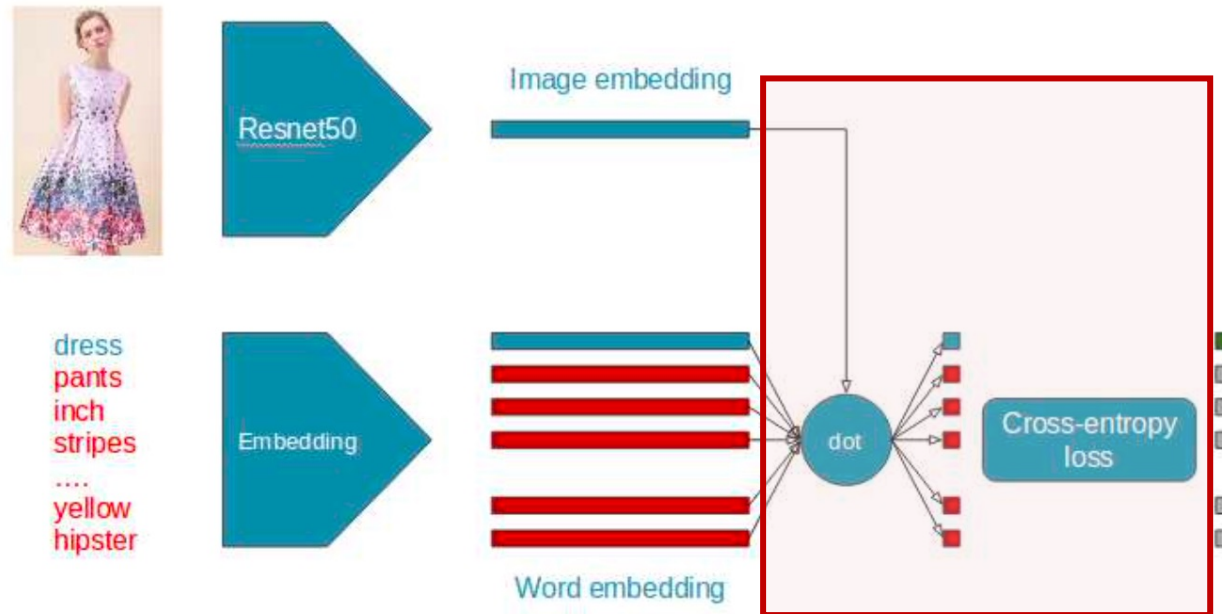 Image embedding
Resnet50
dress
pants
inch
stripes
....
yellow
hipster
Embedding
dot
Cross-entropy
loss
Word embedding